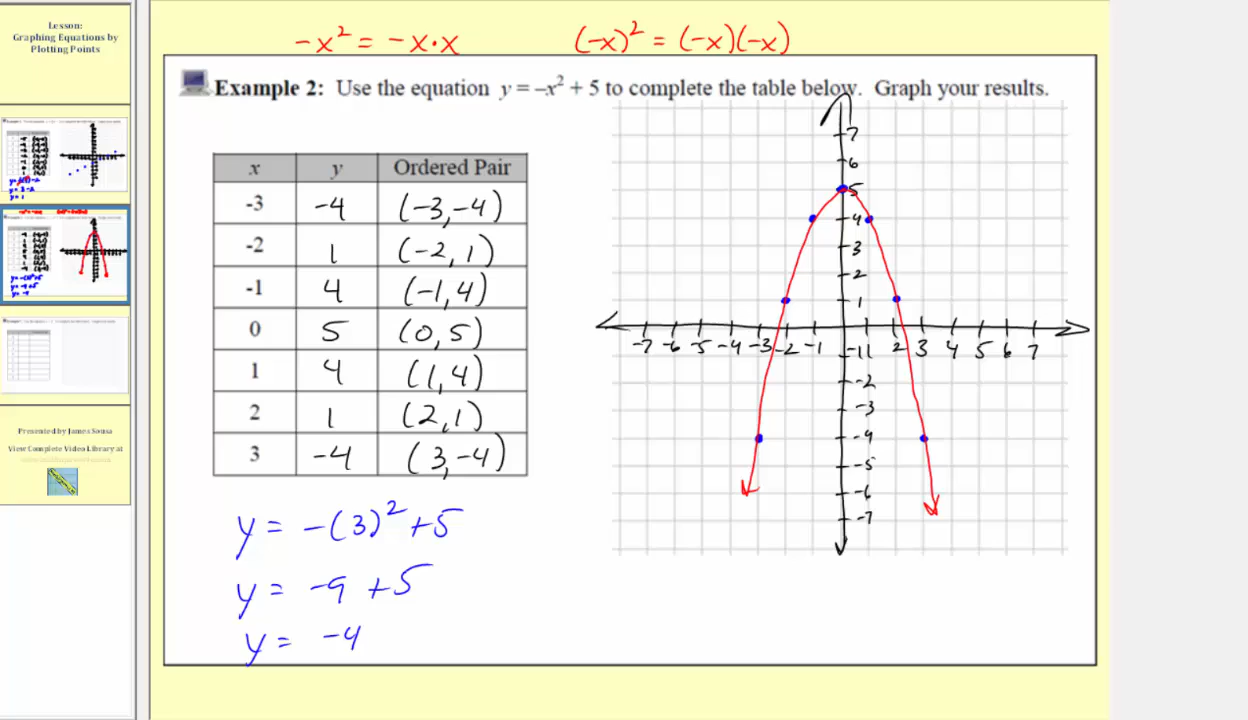 Lesson:
Graphing Equations by
Plotting Points
Presented by James Sousa
View Complete Video Library at
-x² = -x·x
(-x)² = (-x)(-x)
Example 2: Use the equation y = –x² + 5 to complete the table below. Graph your results.
x y Ordered Pair
-3 -4 (-3,-4)
-2 1 (-2,1)
-1 4 (-1,4)
0 5 (0,5)
1 4 (1,4)
2 1 (2,1)
3 -4 (3,-4)
y = -(3)² +5
y = -9 +5
y = -4
7
6
5
4
3
2
1
-7 -6 -5 -4 -3 -2 -1 1 2 3 4 5 6 7
-1
-2
-3
-4
-5
-6
-7